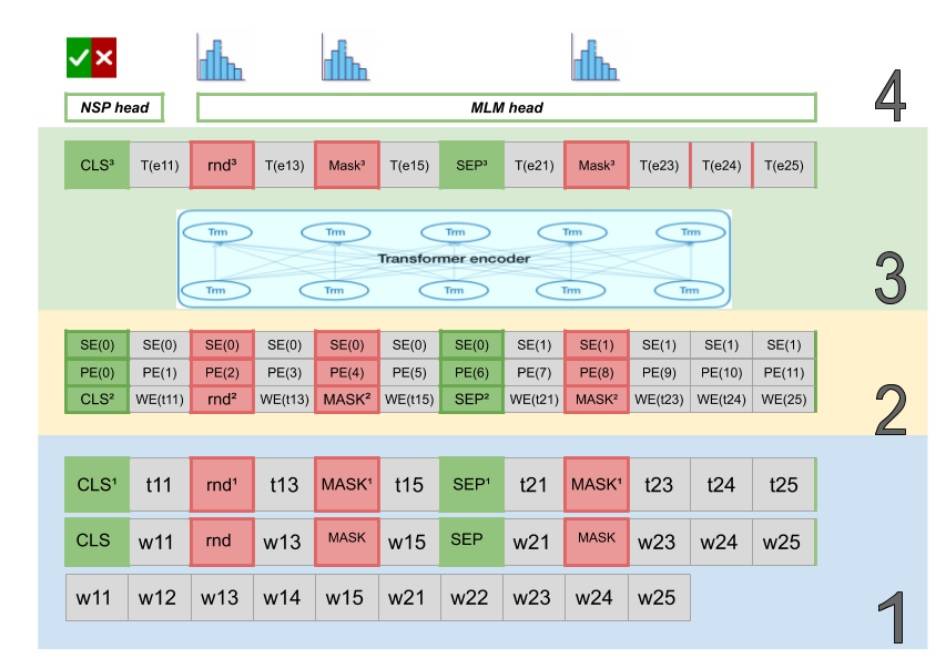 NSP head MLM head
4
CLS³ T(e11) rnd³ T(e13) Mask³ T(e15) SEP³ T(e21) Mask³ T(e23) T(e24) T(e25)
Trm Trm Trm Trm Trm
Transformer encoder
3
Trm Trm Trm Trm Trm
SE(0) SE(0) SE(0) SE(0) SE(0) SE(0) SE(0) SE(1) SE(1) SE(1) SE(1) SE(1)
PE(0) PE(1) PE(2) PE(3) PE(4) PE(5) PE(6) PE(7) PE(8) PE(9) PE(10) PE(11)
CLS² WE(t11) rnd² WE(t13) MASK² WE(t15) SEP² WE(t21) MASK² WE(t23) WE(t24) WE(25)
2
CLS¹ t11 rnd¹ t13 MASK¹ t15 SEP¹ t21 MASK¹ t23 t24 t25
CLS w11 rnd w13 MASK w15 SEP w21 MASK w23 w24 w25
w11 w12 w13 w14 w15 w21 w22 w23 w24 w25
1